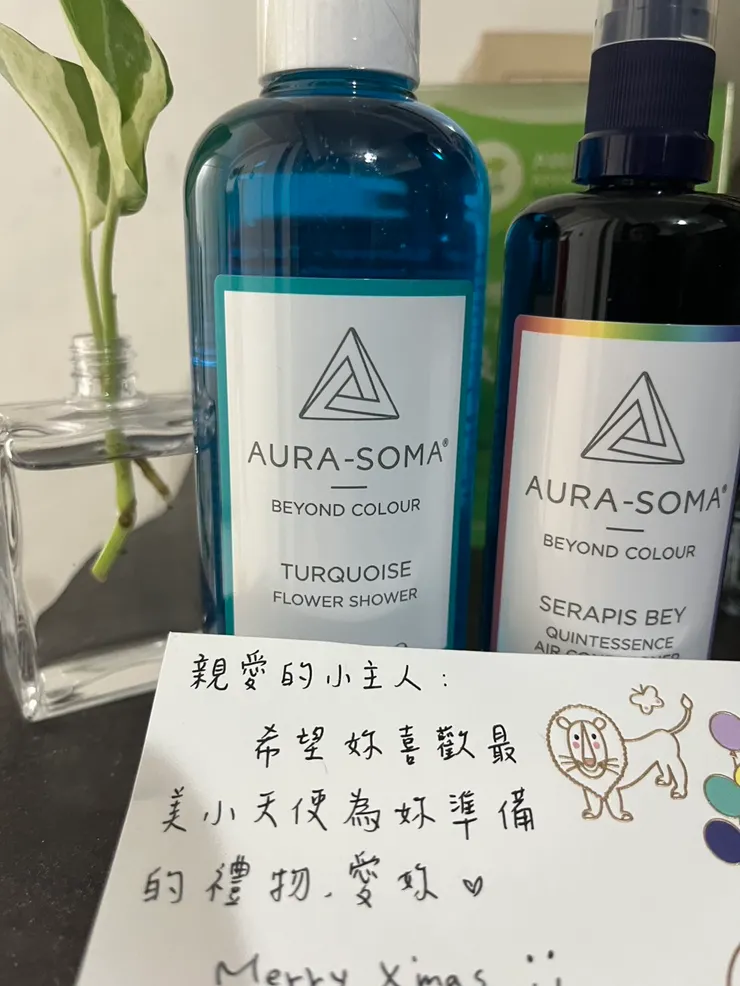 AURA-SOMA®
BEYOND COLOUR
TURQUOISE
FLOWER SHOWER
AURA-SOMA®
BEYOND COLOUR
SERAPIS BEY
QUINTESSENCE
AIR CONDITIONER
親愛的小主人：
希望妳喜歡最
美小天使為妳準備
的禮物，愛妳♡
Merry X'mas :)